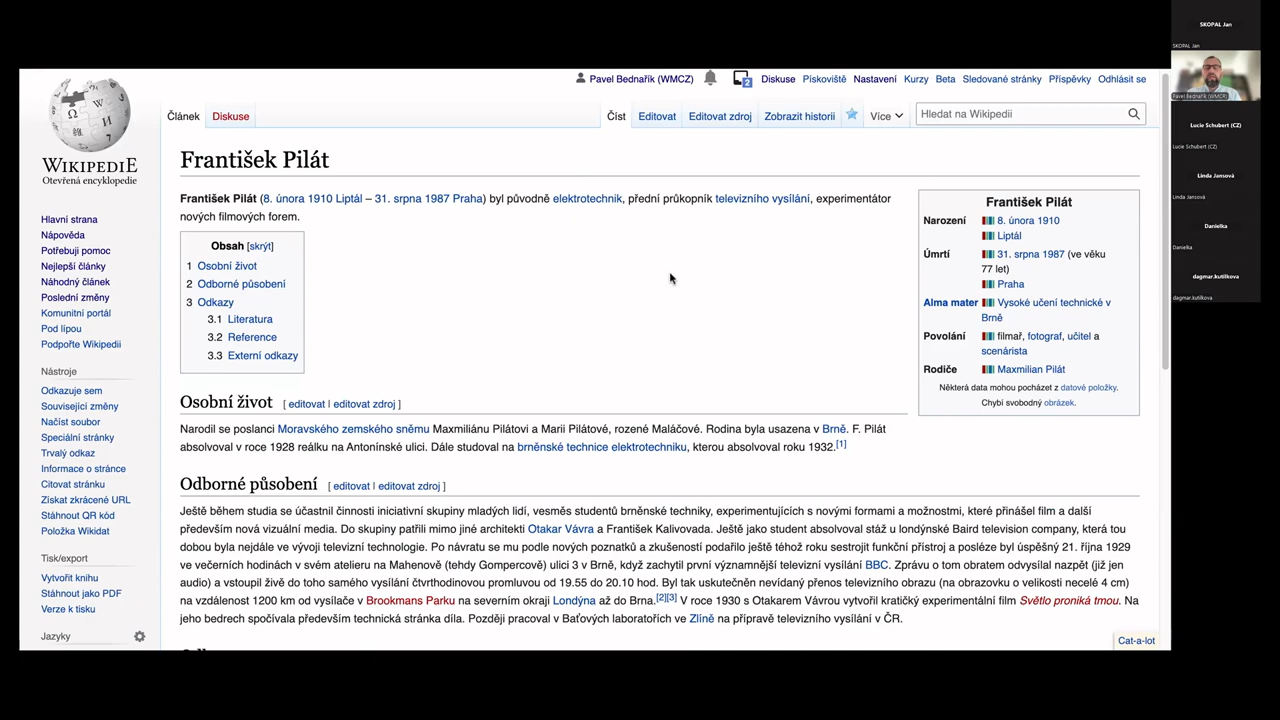 SKOPAL Jan
SKOPAL Jan
Pavel Bednařík (WMCZ)
2
Diskuse
Pískoviště
Nastavení
Kurzy
Beta
Sledované stránky
Příspěvky
Odhlásit se
Pavel Bednařík (WMCR)
WIKIPEDIE
Otevřená encyklopedie
Článek
Diskuse
Číst
Editovat
Editovat zdroj
Zobrazit historii
Více
Hledat na Wikipedii
Lucie Schubert (CZ)
Lucie Schubert (CZ)
Linda Jansová
Linda Jansová
Danielka
Danielka
dagmar.kutilkova
dagmar.kutilkova
Hlavní strana
Nápověda
Potřebuji pomoc
Nejlepší články
Náhodný článek
Poslední změny
Komunitní portál
Pod lípou
Podpořte Wikipedii
Nástroje
Odkazuje sem
Související změny
Načíst soubor
Speciální stránky
Trvalý odkaz
Informace o stránce
Citovat stránku
Získat zkrácené URL
Stáhnout QR kód
Položka Wikidat
Tisk/export
Vytvořit knihu
Stáhnout jako PDF
Verze k tisku
Jazyky
František Pilát
František Pilát (8. února 1910 Liptál – 31. srpna 1987 Praha) byl původně elektrotechnik, přední průkopník televizního vysílání, experimentátor
nových filmových forem.
Obsah [skrýt]
1 Osobní život
2 Odborné působení
3 Odkazy
3.1 Literatura
3.2 Reference
3.3 Externí odkazy
František Pilát
Narození 8. února 1910
Liptál
Úmrtí 31. srpna 1987 (ve věku
77 let)
Praha
Alma mater Vysoké učení technické v
Brně
Povolání filmař, fotograf, učitel a
scenárista
Rodiče Maxmilian Pilát
Některá data mohou pocházet z datové položky.
Chybí svobodný obrázek.
Osobní život [ editovat | editovat zdroj ]
Narodil se poslanci Moravského zemského sněmu Maxmiliánu Pilátovi a Marii Pilátové, rozené Maláčové. Rodina byla usazena v Brně. F. Pilát
absolvoval v roce 1928 reálku na Antonínské ulici. Dále studoval na brněnské technice elektrotechniku, kterou absolvoval roku 1932.[1]
Odborné působení [ editovat | editovat zdroj ]
Ještě během studia se účastnil činnosti iniciativní skupiny mladých lidí, vesměs studentů brněnské techniky, experimentujících s novými formami a možnostmi, které přinášel film a další
především nová vizuální media. Do skupiny patřili mimo jiné architekti Otakar Vávra a František Kalivovada. Ještě jako student absolvoval stáž u londýnské Baird television company, která tou
dobou byla nejdále ve vývoji televizní technologie. Po návratu se mu podle nových poznatků a zkušeností podařilo ještě téhož roku sestrojit funkční přístroj a posléze byl úspěšný 21. října 1929
ve večerních hodinách v svém atelieru na Mahenově (tehdy Gompercově) ulici 3 v Brně, když zachytil první významnější televizní vysílání BBC. Zprávu o tom obratem odvysílal nazpět (již jen
audio) a vstoupil živě do toho samého vysílání čtvrthodinovou promluvou od 19.55 do 20.10 hod. Byl tak uskutečněn nevídaný přenos televizního obrazu (na obrazovku o velikosti necelé 4 cm)
na vzdálenost 1200 km od vysílače v Brookmans Parku na severním okraji Londýna až do Brna.[2][3] V roce 1930 s Otakarem Vávrou vytvořil kratičký experimentální film Světlo proniká tmou. Na
jeho bedrech spočívala především technická stránka díla. Později pracoval v Baťových laboratořích ve Zlíně na přípravě televizního vysílání v ČR.
Cat-a-lot